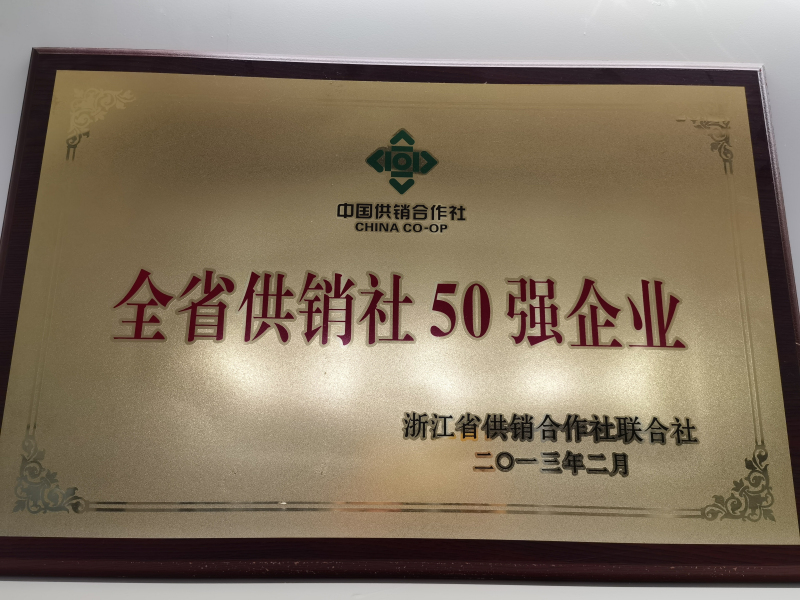 中国供销合作社
CHINA CO-OP
全省供销社50强企业
浙江省供销合作社联合社
二〇一三年二月